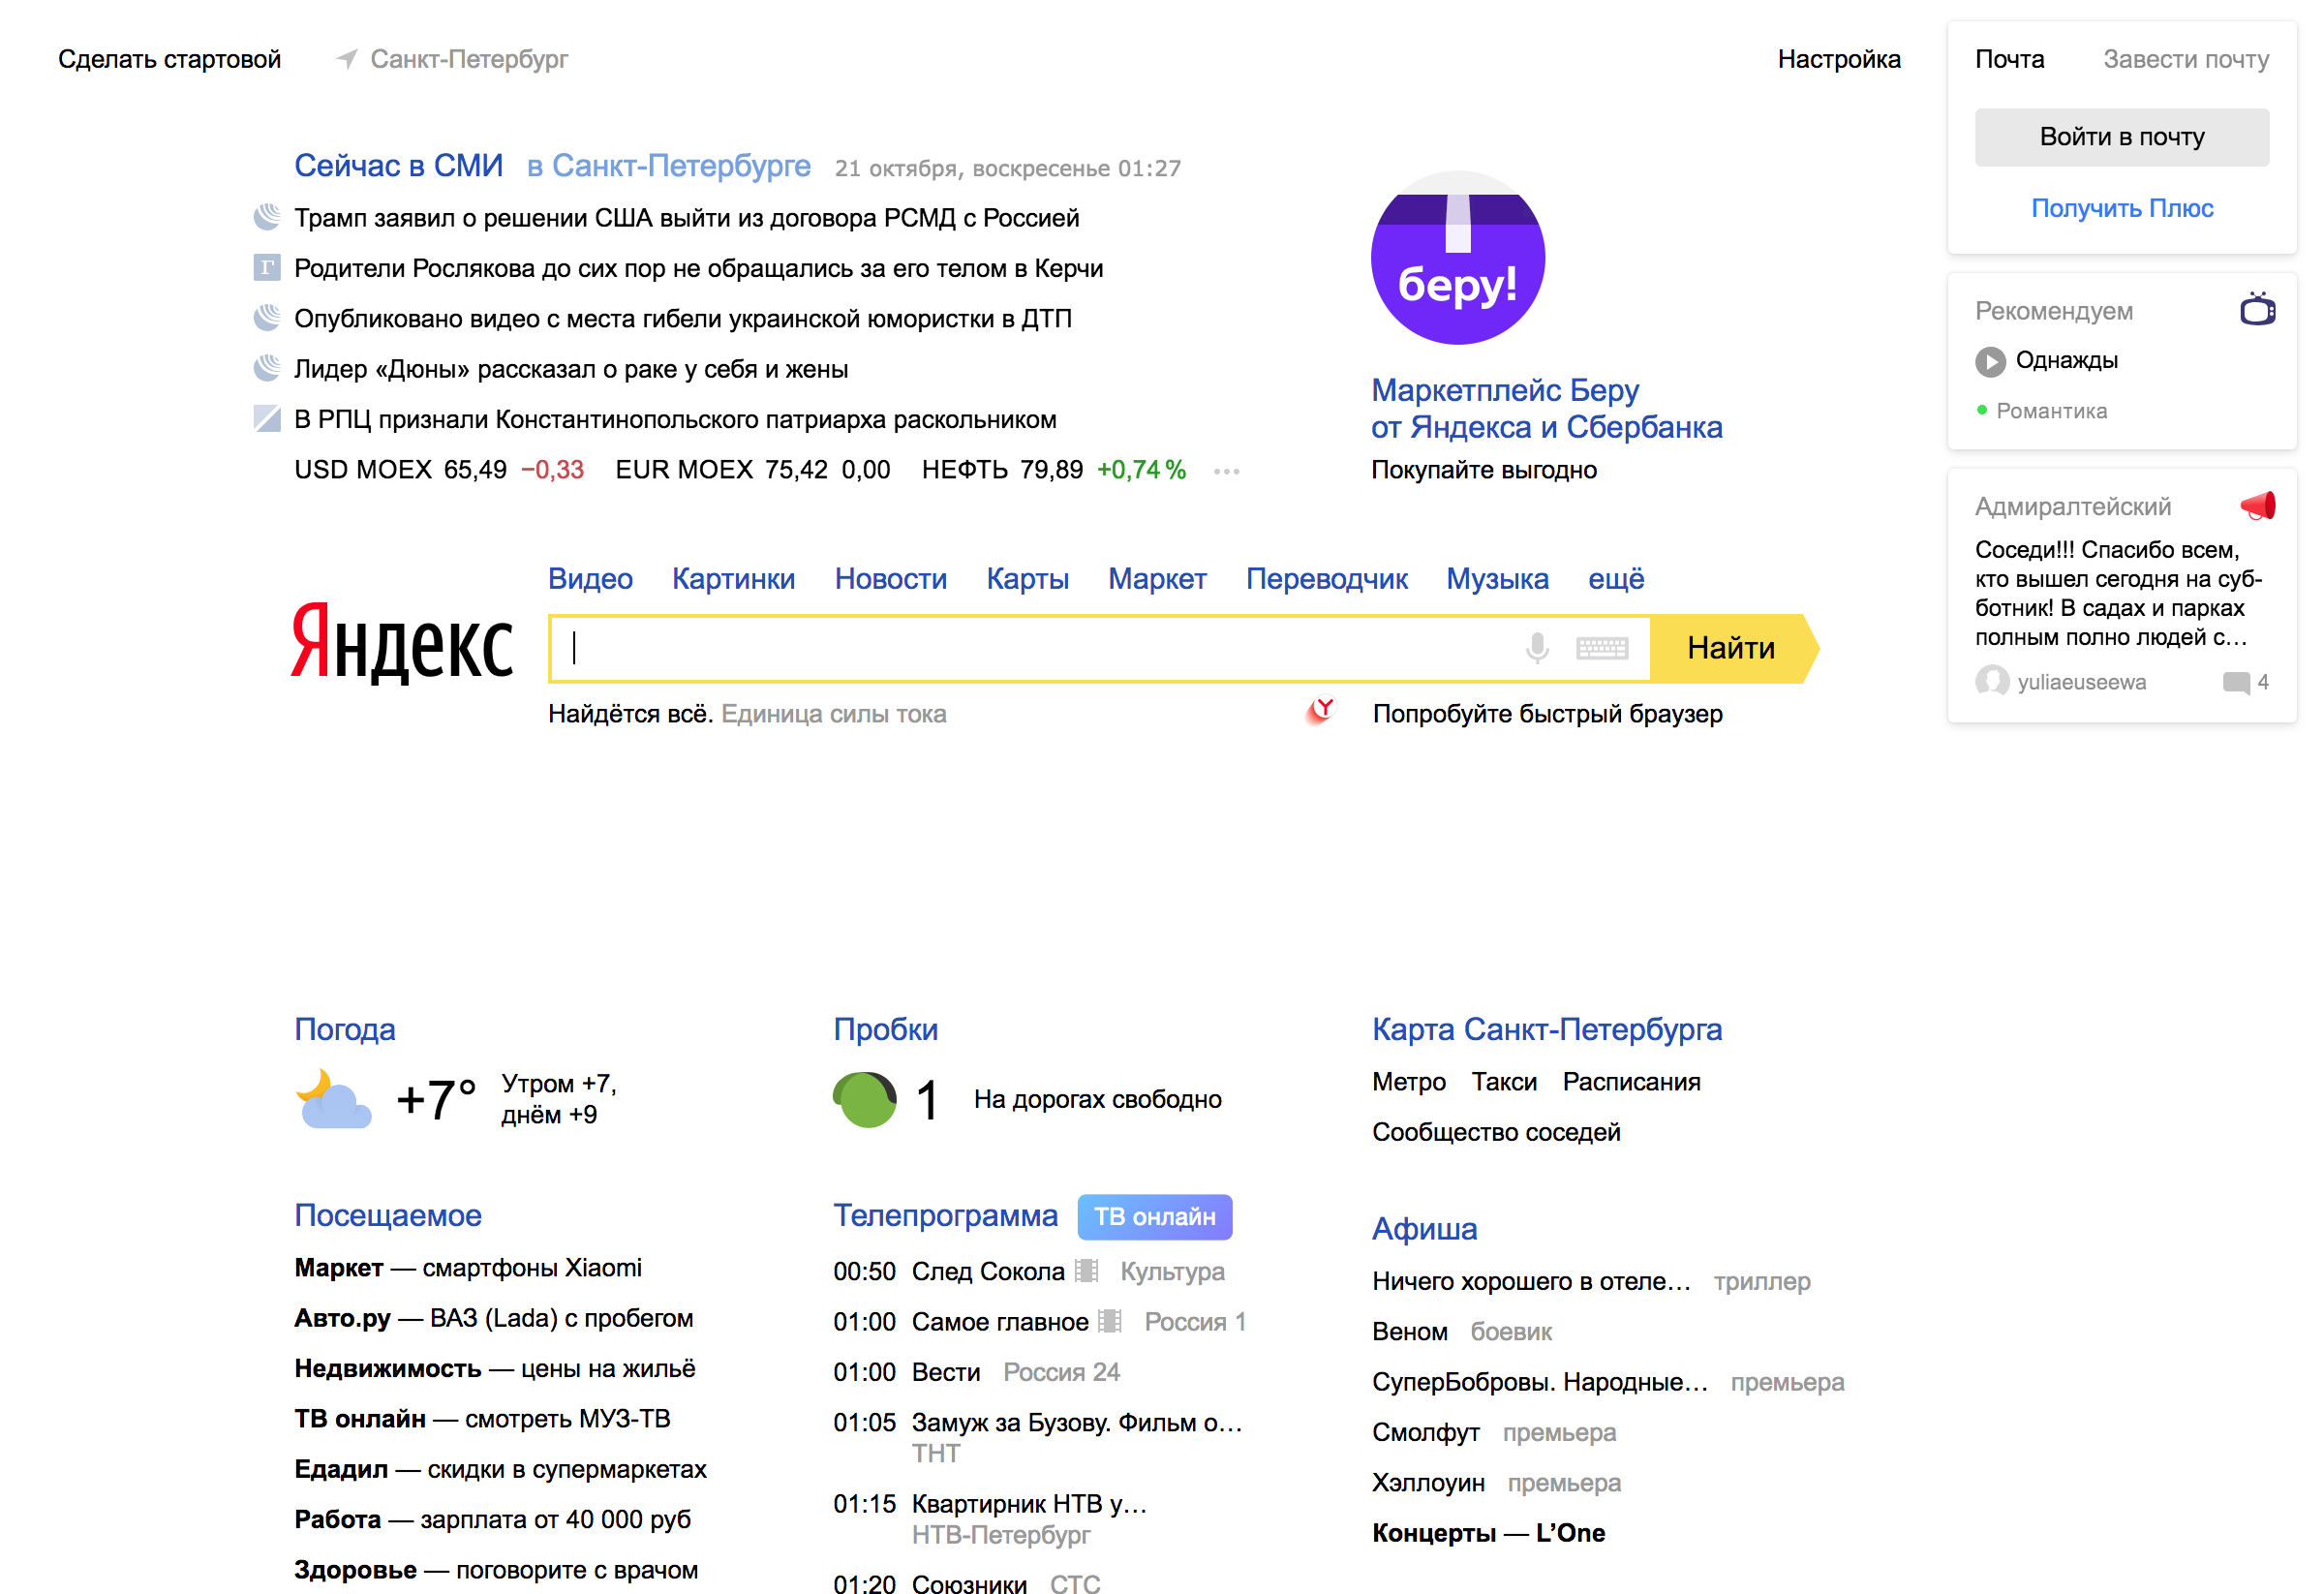 Сделать стартовой Санкт-Петербург
Настройка
Почта Завести почту
Войти в почту
Получить Плюс
Сейчас в СМИ в Санкт-Петербурге 21 октября, воскресенье 01:27
Трамп заявил о решении США выйти из договора РСМД с Россией
Г Родители Рослякова до сих пор не обращались за его телом в Керчи
Опубликовано видео с места гибели украинской юмористки в ДТП
Лидер «Дюны» рассказал о раке у себя и жены
В РПЦ признали Константинопольского патриарха раскольником
USD MOEX 65,49 −0,33 EUR MOEX 75,42 0,00 НЕФТЬ 79,89 +0,74 % •••
беру!
Маркетплейс Беру
от Яндекса и Сбербанка
Покупайте выгодно
Рекомендуем
Однажды
Романтика
Адмиралтейский
Соседи!!! Спасибо всем,
кто вышел сегодня на суб-
ботник! В садах и парках
полным полно людей с…
yuliaeuseewa 4
Видео Картинки Новости Карты Маркет Переводчик Музыка ещё
Яндекс
Найти
Найдётся всё. Единица силы тока
Y Попробуйте быстрый браузер
Погода
+7° Утром +7,
днём +9
Пробки
1 На дорогах свободно
Карта Санкт-Петербурга
Метро Такси Расписания
Сообщество соседей
Посещаемое
Маркет — смартфоны Xiaomi
Авто.ру — ВАЗ (Lada) с пробегом
Недвижимость — цены на жильё
ТВ онлайн — смотреть МУЗ-ТВ
Едадил — скидки в супермаркетах
Работа — зарплата от 40 000 руб
Здоровье — поговорите с врачом
Телепрограмма ТВ онлайн
00:50 След Сокола Культура
01:00 Самое главное Россия 1
01:00 Вести Россия 24
01:05 Замуж за Бузову. Фильм о…
ТНТ
01:15 Квартирник НТВ у…
НТВ-Петербург
01:20 Союзники СТС
Афиша
Ничего хорошего в отеле… триллер
Веном боевик
СуперБобровы. Народные… премьера
Смолфут премьера
Хэллоуин премьера
Концерты — L’One